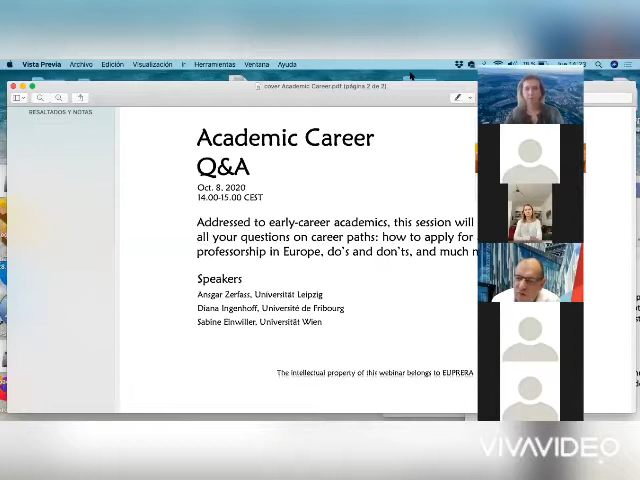 Vista Previa Archivo Edición Visualización Ir Herramientas Ventana Ayuda
cover Academic Career.pdf (página 2 de 2)
RESALTADOS Y NOTAS
Academic Career
Q&A
Oct. 8, 2020
14.00-15.00 CEST
Addressed to early-career academics, this session will
all your questions on career paths: how to apply for
professorship in Europe, do's and don'ts, and much
Speakers
Ansgar Zerfass, Universität Leipzig
Diana Ingenhoff, Université de Fribourg
Sabine Einwiller, Universität Wien
The intellectual property of this webinar belongs to EUPRERA
VIVAVIDEO